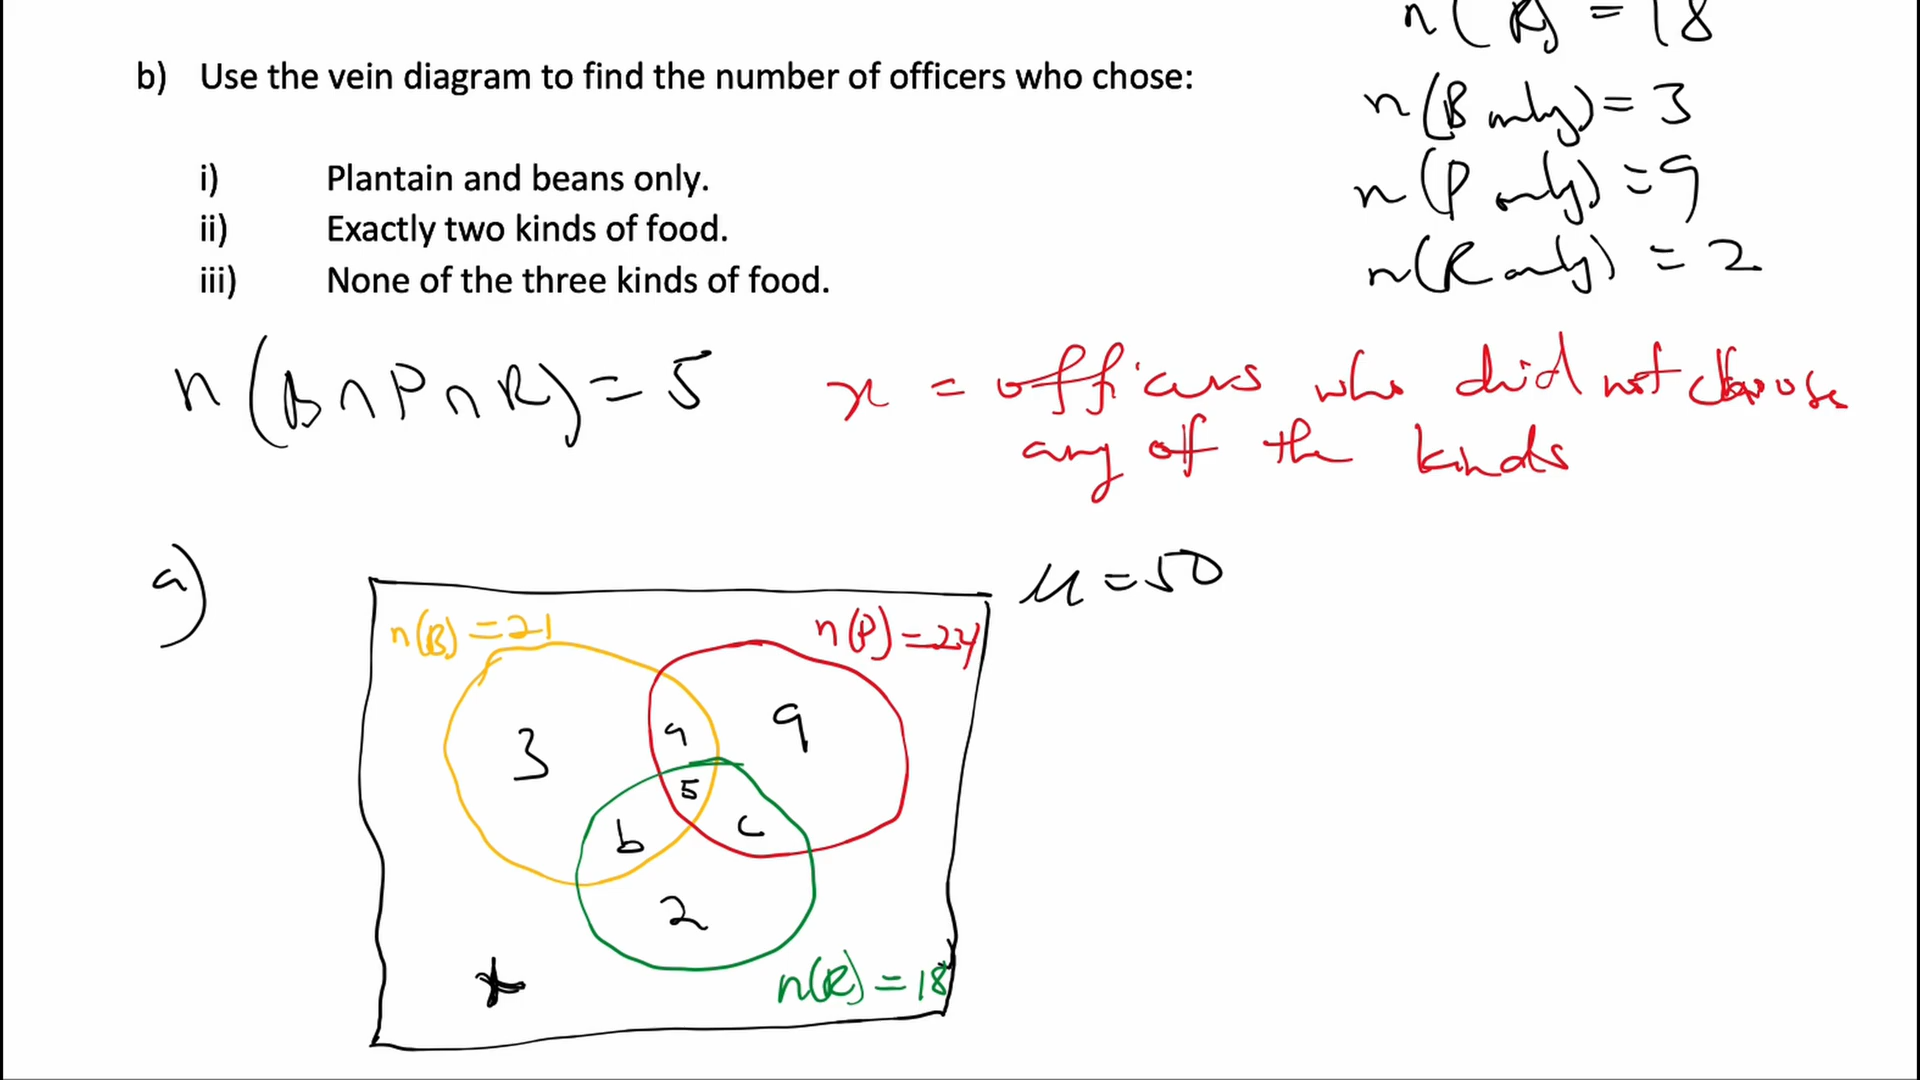 n(R) = 18
b) Use the vein diagram to find the number of officers who chose:
n(B only) = 3
i) Plantain and beans only.
n(P only) = 9
ii) Exactly two kinds of food.
n(R only) = 2
iii) None of the three kinds of food.
n(B∩P∩R) = 5
x = officers who did not choose
any off the kinds
a)
μ = 50
n(B) = 21
n(P) = 24
3
a
9
5
b
c
2
x
n(R) = 18